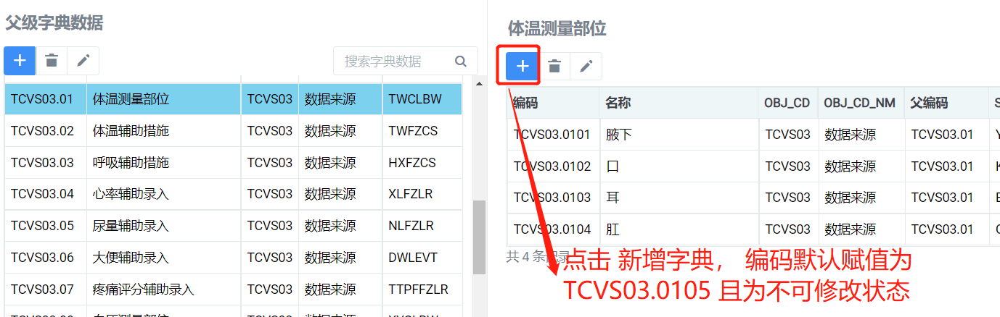 父级字典数据
搜索字典数据
TCVS03.01 体温测量部位 TCVS03 数据来源 TWCLBW
TCVS03.02 体温辅助措施 TCVS03 数据来源 TWFZCS
TCVS03.03 呼吸辅助措施 TCVS03 数据来源 HXFZCS
TCVS03.04 心率辅助录入 TCVS03 数据来源 XLFZLR
TCVS03.05 尿量辅助录入 TCVS03 数据来源 NLFZLR
TCVS03.06 大便辅助录入 TCVS03 数据来源 DWLEVT
TCVS03.07 疼痛评分辅助录入 TCVS03 数据来源 TTPFFZLR
体温测量部位
编码 名称 OBJ_CD OBJ_CD_NM 父编码
TCVS03.0101 腋下 TCVS03 数据来源 TCVS03.01
TCVS03.0102 口 TCVS03 数据来源 TCVS03.01
TCVS03.0103 耳 TCVS03 数据来源 TCVS03.01
TCVS03.0104 肛 TCVS03 数据来源 TCVS03.01
共 4 条记录
点击 新增字典， 编码默认赋值为
TCVS03.0105 且为不可修改状态